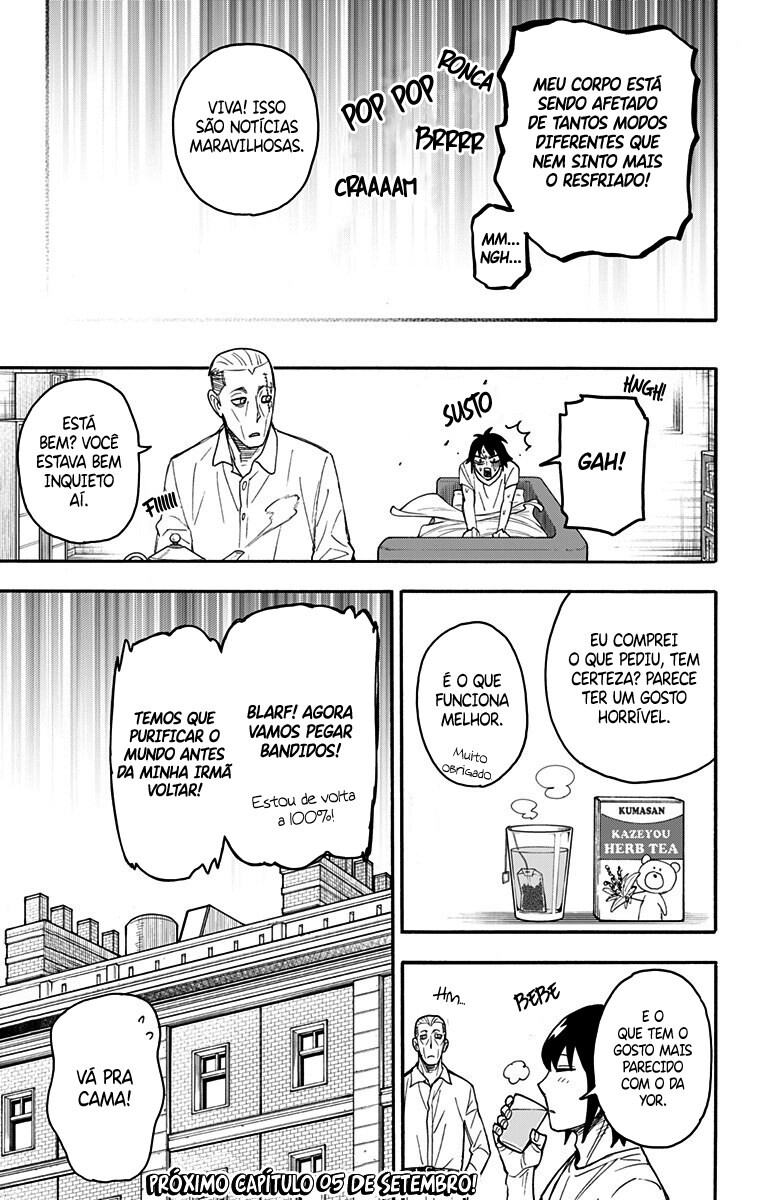 MEU CORPO ESTÁ
SENDO AFETADO
DE TANTOS MODOS
DIFERENTES QUE
NEM SINTO MAIS
O RESFRIADO!
MM...
NGH...
RONCA
POP POP
BRRRR
CRAAAAM
VIVA! ISSO
SÃO NOTÍCIAS
MARAVILHOSAS.
HNGH!!
GAH!
SUSTO
ESTÁ
BEM? VOCÊ
ESTAVA BEM
INQUIETO
AÍ.
FIIIIII
EU COMPREI
O QUE PEDIU, TEM
CERTEZA? PARECE
TER UM GOSTO
HORRÍVEL.
É O QUE
FUNCIONA
MELHOR.
Muito
obrigado
KUMASAN
KAZEYOU
HERB TEA
E O
QUE TEM O
GOSTO MAIS
PARECIDO
COM O DA
YOR.
BEBE
HM...
BLARF! AGORA
VAMOS PEGAR
BANDIDOS!
Estou de volta
a 100%!
TEMOS QUE
PURIFICAR O
MUNDO ANTES
DA MINHA IRMÃ
VOLTAR!
VÁ PRA
CAMA!
PRÓXIMO CAPÍTULO 05 DE SETEMBRO!